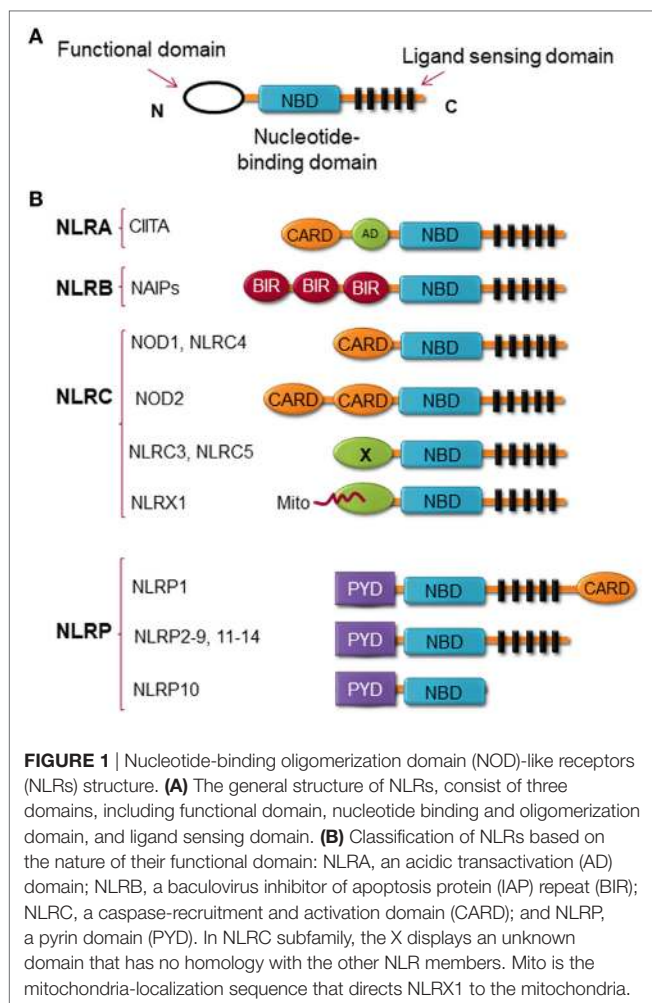 A
Functional domain
Ligand sensing domain
N
NBD
C
Nucleotide-
binding domain
B
NLRA
CIITA
CARD
AD
NBD
NLRB
NAIPs
BIR BIR BIR
NBD
NLRC
NOD1, NLRC4
CARD
NBD
NOD2
CARD CARD
NBD
NLRC3, NLRC5
X
NBD
NLRX1
Mito
NBD
NLRP
NLRP1
PYD
NBD
CARD
NLRP2-9, 11-14
PYD
NBD
NLRP10
PYD
NBD
FIGURE 1 | Nucleotide-binding oligomerization domain (NOD)-like receptors
(NLRs) structure. (A) The general structure of NLRs, consist of three
domains, including functional domain, nucleotide binding and oligomerization
domain, and ligand sensing domain. (B) Classification of NLRs based on
the nature of their functional domain: NLRA, an acidic transactivation (AD)
domain; NLRB, a baculovirus inhibitor of apoptosis protein (IAP) repeat (BIR);
NLRC, a caspase-recruitment and activation domain (CARD); and NLRP,
a pyrin domain (PYD). In NLRC subfamily, the X displays an unknown
domain that has no homology with the other NLR members. Mito is the
mitochondria-localization sequence that directs NLRX1 to the mitochondria.